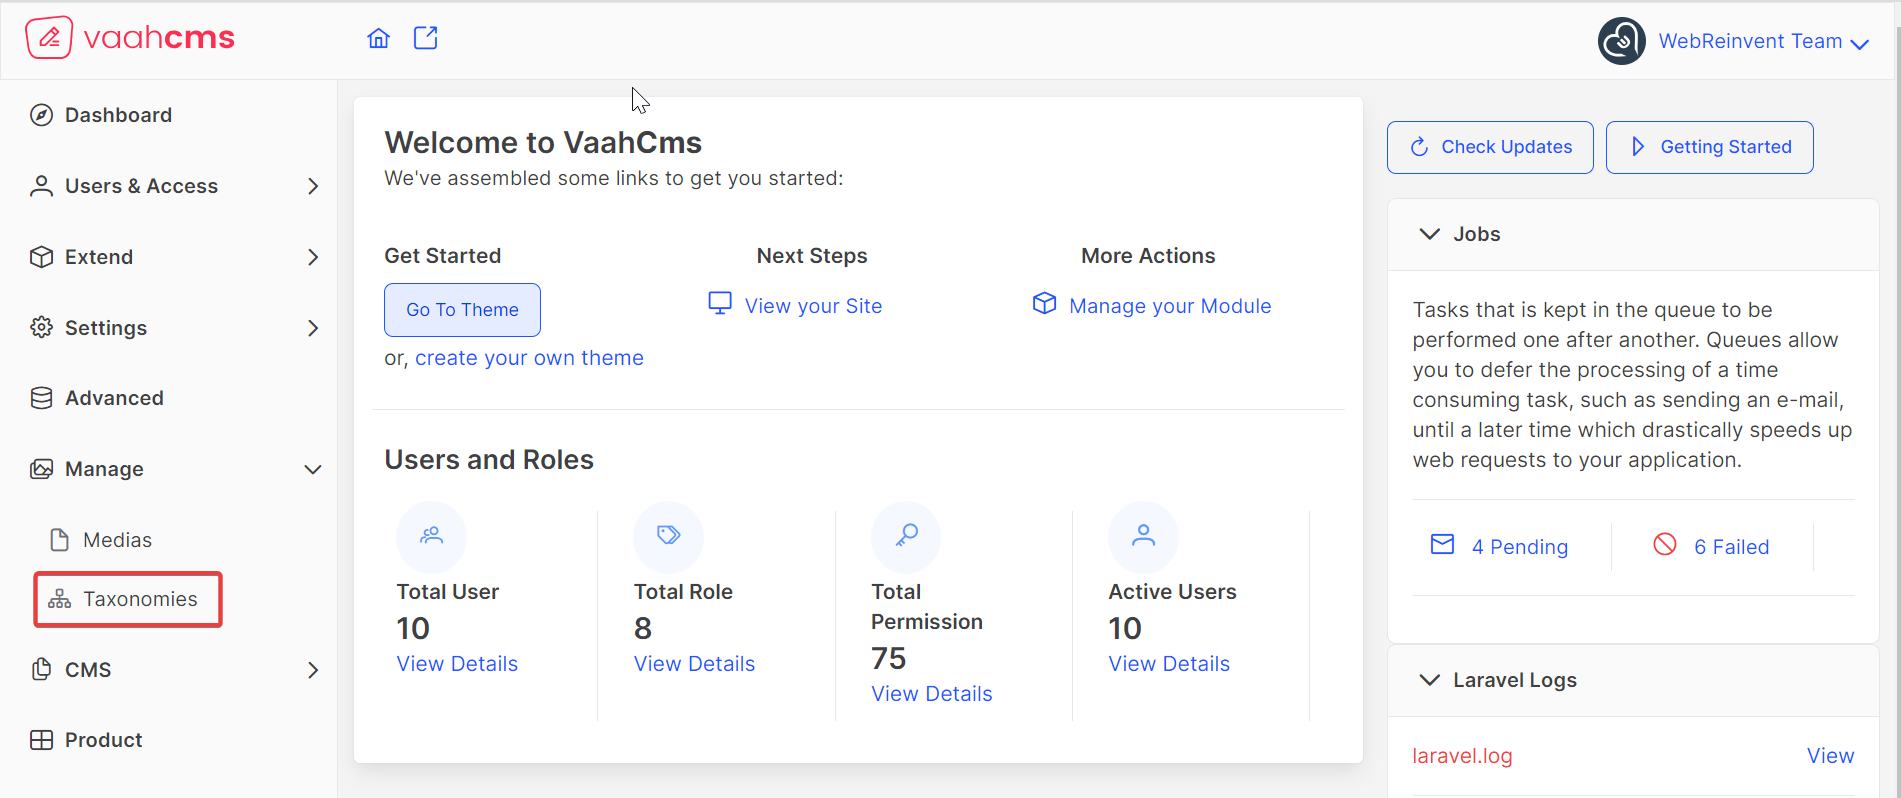 vaahcms
WebReinvent Team
Dashboard
Users & Access
Extend
Settings
Advanced
Manage
Medias
Taxonomies
CMS
Product
Welcome to VaahCms
We've assembled some links to get you started:
Get Started
Go To Theme
or, create your own theme
Next Steps
View your Site
More Actions
Manage your Module
Users and Roles
Total User
10
View Details
Total Role
8
View Details
Total
Permission
75
View Details
Active Users
10
View Details
Check Updates
Getting Started
Jobs
Tasks that is kept in the queue to be
performed one after another. Queues allow
you to defer the processing of a time
consuming task, such as sending an e-mail,
until a later time which drastically speeds up
web requests to your application.
4 Pending
6 Failed
Laravel Logs
laravel.log
View